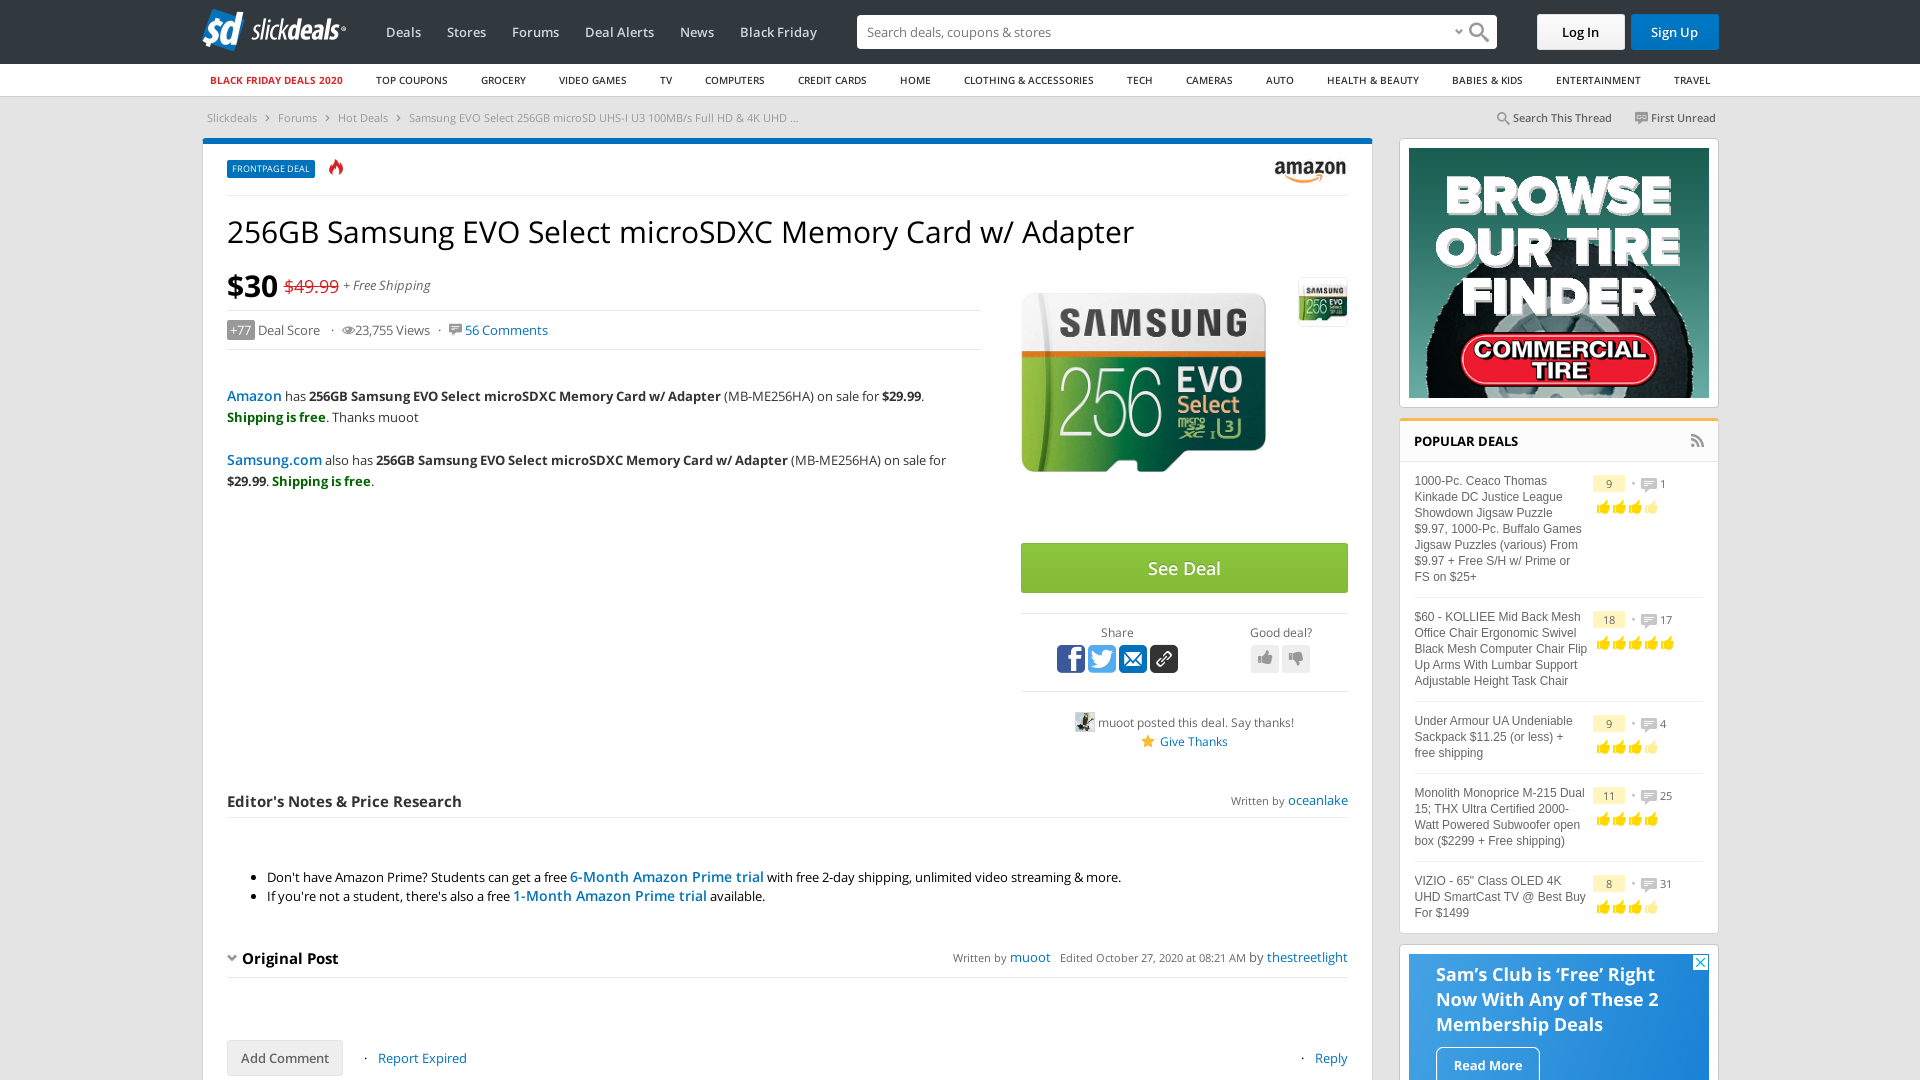 slickdeals
Deals
Stores
Forums
Deal Alerts
News
Black Friday
Search deals, coupons & stores
Log In
Sign Up
BLACK FRIDAY DEALS 2020
TOP COUPONS
GROCERY
VIDEO GAMES
TV
COMPUTERS
CREDIT CARDS
HOME
CLOTHING & ACCESSORIES
TECH
CAMERAS
AUTO
HEALTH & BEAUTY
BABIES & KIDS
ENTERTAINMENT
TRAVEL
Slickdeals › Forums › Hot Deals › Samsung EVO Select 256GB microSD UHS-I U3 100MB/s Full HD & 4K UHD ...
Search This Thread
First Unread
FRONTPAGE DEAL
amazon
256GB Samsung EVO Select microSDXC Memory Card w/ Adapter
$30 $49.99 + Free Shipping
+77 Deal Score · 23,755 Views · 56 Comments
Amazon has 256GB Samsung EVO Select microSDXC Memory Card w/ Adapter (MB-ME256HA) on sale for $29.99.
Shipping is free. Thanks muoot
Samsung.com also has 256GB Samsung EVO Select microSDXC Memory Card w/ Adapter (MB-ME256HA) on sale for
$29.99. Shipping is free.
SAMSUNG
256 EVO
Select
micro
SD
XC I U3
SAMSUNG
256 EVO
Select
See Deal
Share
Good deal?
muoot posted this deal. Say thanks!
Give Thanks
Editor's Notes & Price Research
Written by oceanlake
• Don't have Amazon Prime? Students can get a free 6-Month Amazon Prime trial with free 2-day shipping, unlimited video streaming & more.
• If you're not a student, there's also a free 1-Month Amazon Prime trial available.
Original Post
Written by muoot Edited October 27, 2020 at 08:21 AM by thestreetlight
Add Comment
· Report Expired
· Reply
BROWSE
OUR TIRE
FINDER
COMMERCIAL
TIRE
POPULAR DEALS
1000-Pc. Ceaco Thomas
Kinkade DC Justice League
Showdown Jigsaw Puzzle
$9.97, 1000-Pc. Buffalo Games
Jigsaw Puzzles (various) From
$9.97 + Free S/H w/ Prime or
FS on $25+
9 • 1
$60 - KOLLIEE Mid Back Mesh
Office Chair Ergonomic Swivel
Black Mesh Computer Chair Flip
Up Arms With Lumbar Support
Adjustable Height Task Chair
18 • 17
Under Armour UA Undeniable
Sackpack $11.25 (or less) +
free shipping
9 • 4
Monolith Monoprice M-215 Dual
15; THX Ultra Certified 2000-
Watt Powered Subwoofer open
box ($2299 + Free shipping)
11 • 25
VIZIO - 65" Class OLED 4K
UHD SmartCast TV @ Best Buy
For $1499
8 • 31
Sam's Club is 'Free' Right
Now With Any of These 2
Membership Deals
Read More